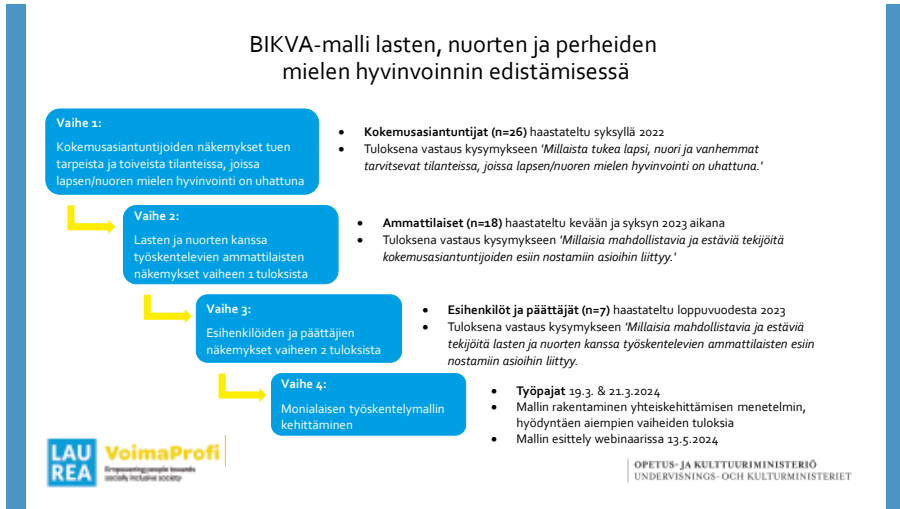 BIKVA-malli lasten, nuorten ja perheiden
mielen hyvinvoinnin edistämisessä
Vaihe 1:
Kokemusasiantuntijoiden näkemykset tuen
tarpeista ja toiveista tilanteissa, joissa
lapsen/nuoren mielen hyvinvointi on uhattuna
• Kokemusasiantuntijat (n=26) haastateltu syksyllä 2022
• Tuloksena vastaus kysymykseen 'Millaista tukea lapsi, nuori ja vanhemmat
tarvitsevat tilanteissa, joissa lapsen/nuoren mielen hyvinvointi on uhattuna.'
Vaihe 2:
Lasten ja nuorten kanssa
työskentelevien ammattilaisten
näkemykset vaiheen 1 tuloksista
• Ammattilaiset (n=18) haastateltu kevään ja syksyn 2023 aikana
• Tuloksena vastaus kysymykseen 'Millaisia mahdollistavia ja estäviä tekijöitä
kokemusasiantuntijoiden esiin nostamiin asioihin liittyy.'
Vaihe 3:
Esihenkilöiden ja päättäjien
näkemykset vaiheen 2 tuloksista
• Esihenkilöt ja päättäjät (n=7) haastateltu loppuvuodesta 2023
• Tuloksena vastaus kysymykseen 'Millaisia mahdollistavia ja estäviä
tekijöitä lasten ja nuorten kanssa työskentelevien ammattilaisten esiin
nostamiin asioihin liittyy.
Vaihe 4:
Monialaisen työskentelymallin
kehittäminen
• Työpajat 19.3. & 21.3.2024
• Mallin rakentaminen yhteiskehittämisen menetelmin,
hyödyntäen aiempien vaiheiden tuloksia
• Mallin esittely webinaarissa 13.5.2024
LAU
REA
VoimaProfi
Empowering people towards
socially inclusive society
OPETUS- JA KULTTUURIMINISTERIÖ
UNDERVISNINGS- OCH KULTURMINISTERIET